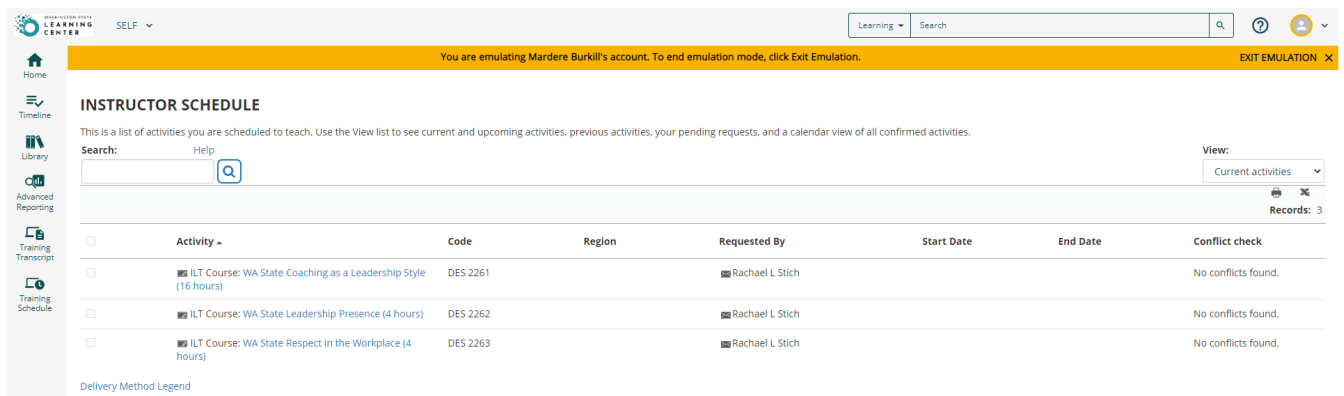 WASHINGTON STATE
LEARNING
CENTER
SELF
Learning
Search
You are emulating Mardere Burkill's account. To end emulation mode, click Exit Emulation.
EXIT EMULATION X
Home
Timeline
Library
Advanced
Reporting
Training
Transcript
Training
Schedule
INSTRUCTOR SCHEDULE
This is a list of activities you are scheduled to teach. Use the View list to see current and upcoming activities, previous activities, your pending requests, and a calendar view of all confirmed activities.
Search: Help
View:
Current activities
Records: 3
Activity Code Region Requested By Start Date End Date Conflict check
ILT Course: WA State Coaching as a Leadership Style DES 2261 Rachael L Stich No conflicts found.
(16 hours)
ILT Course: WA State Leadership Presence (4 hours) DES 2262 Rachael L Stich No conflicts found.
ILT Course: WA State Respect in the Workplace (4 DES 2263 Rachael L Stich No conflicts found.
hours)
Delivery Method Legend